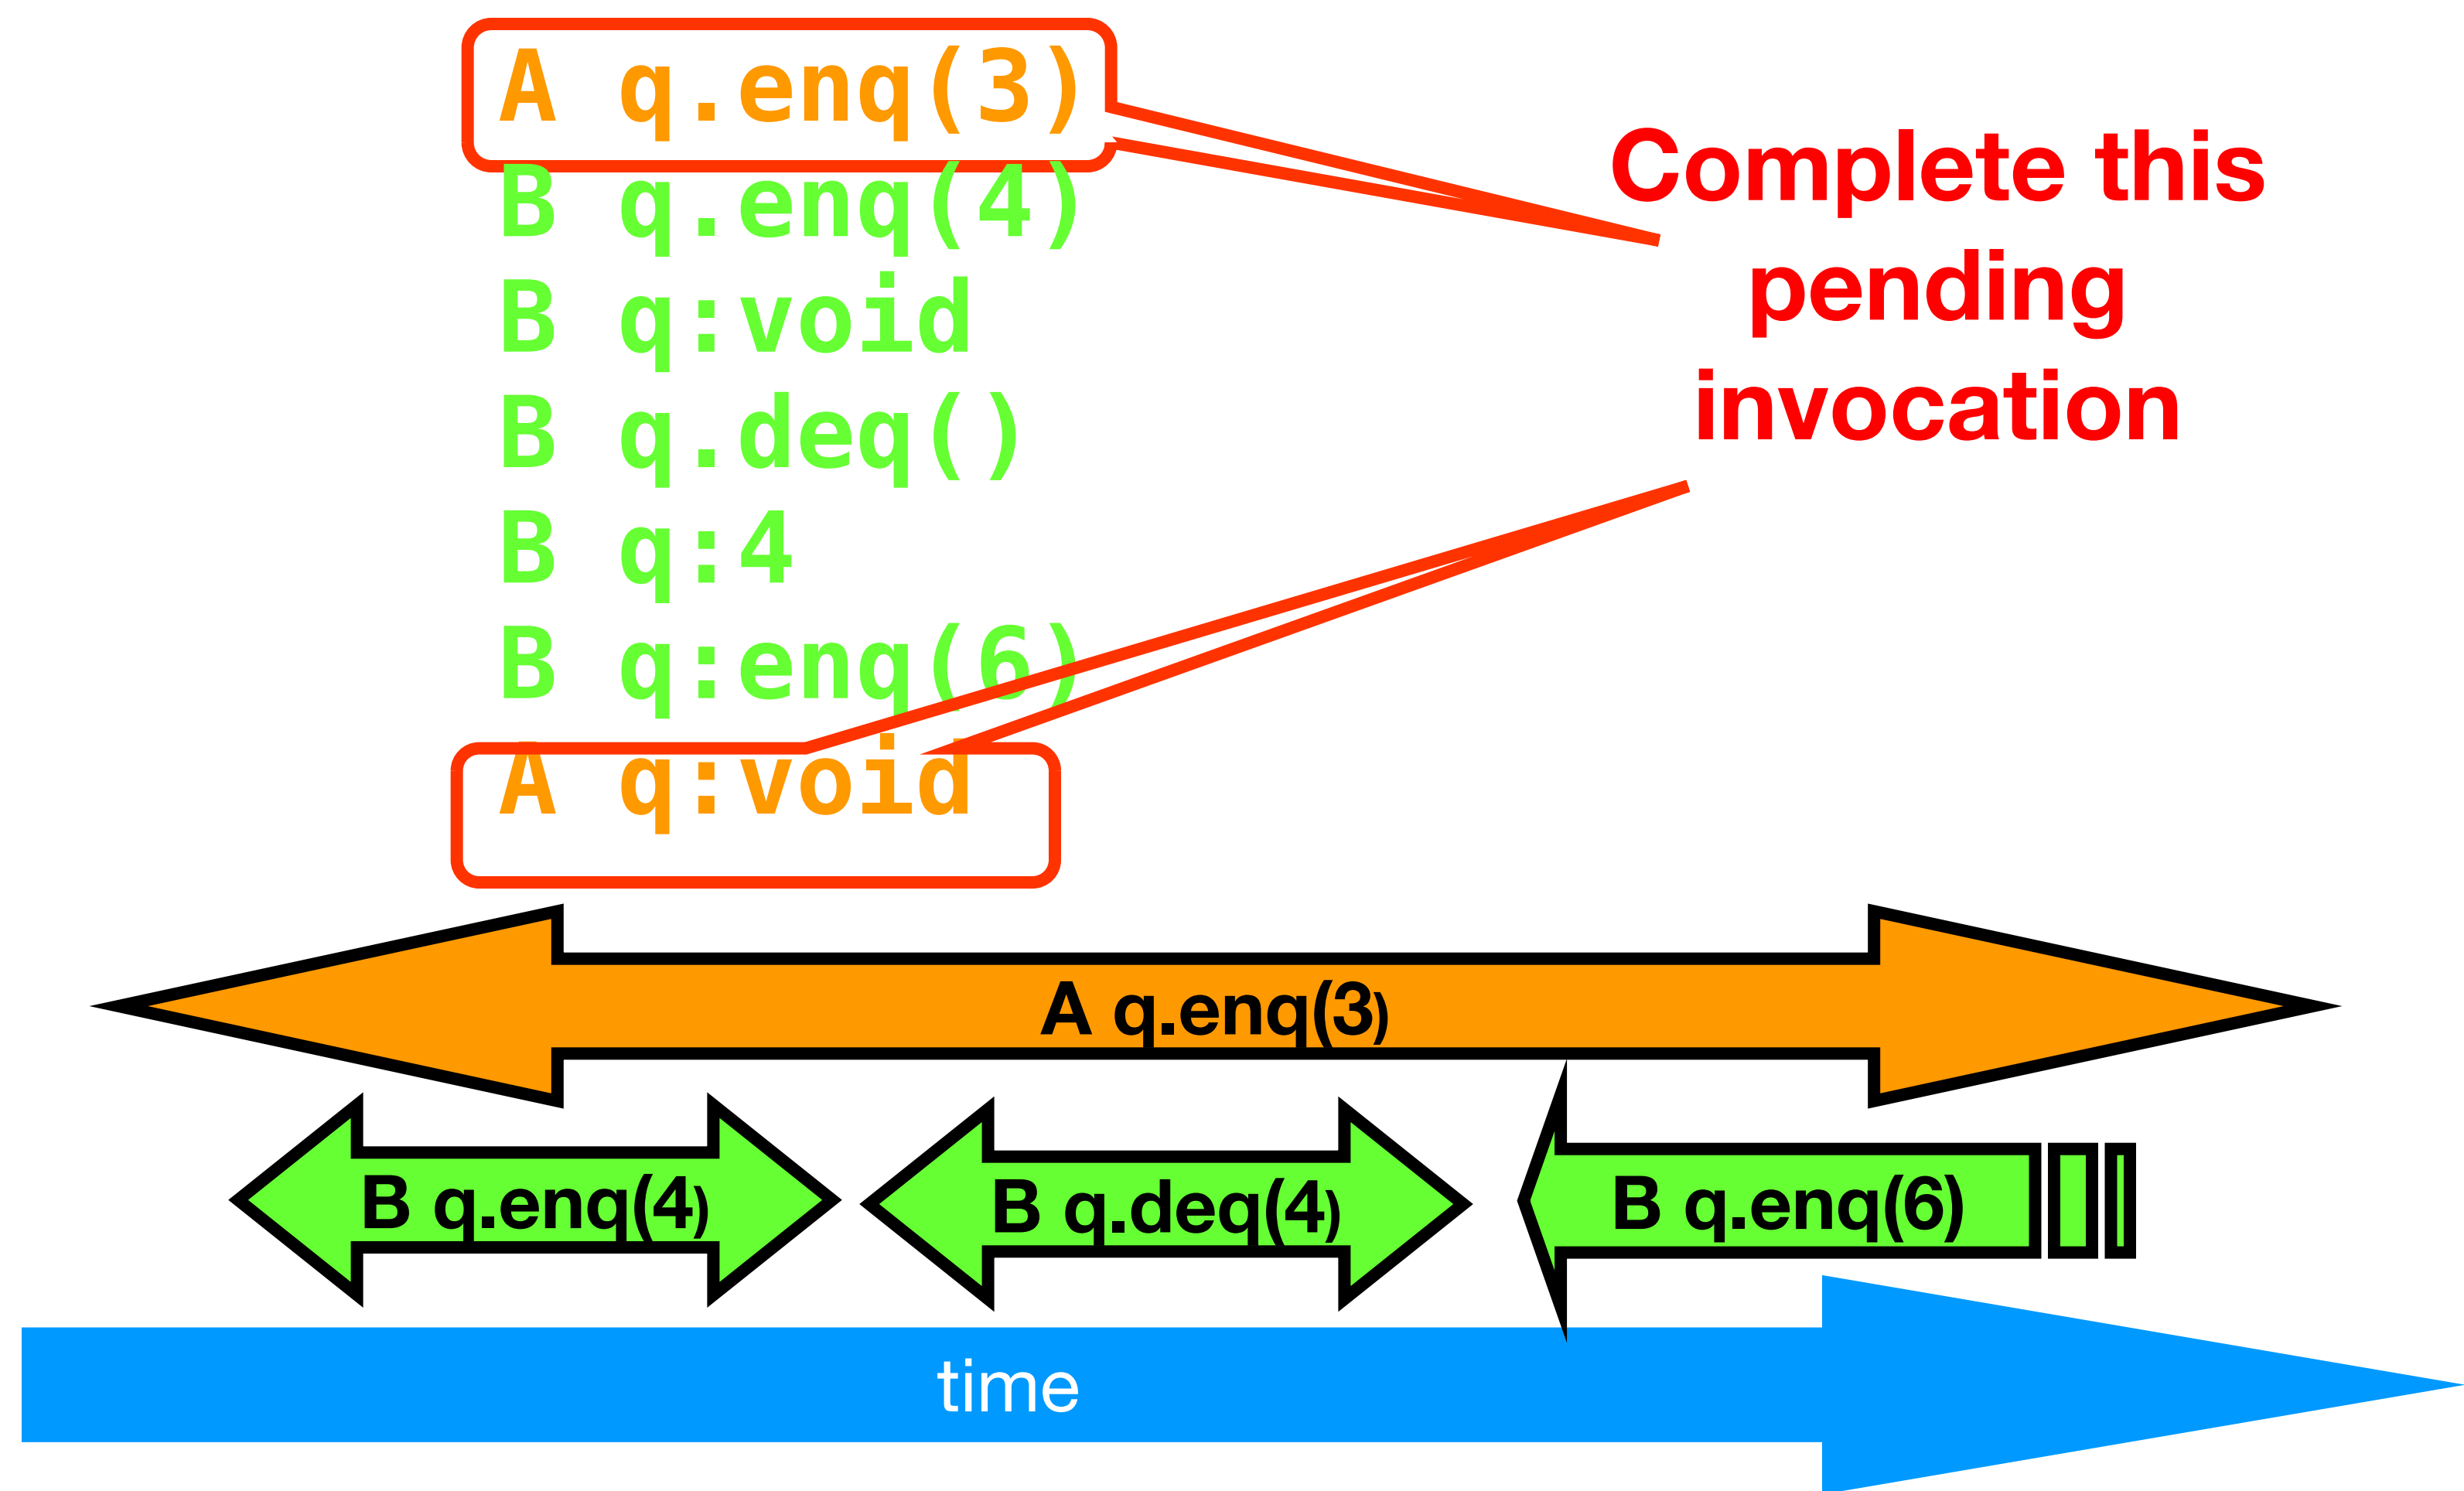 A q.enq(3)
B q.enq(4)
B q:void
B q.deq()
B q:4
B q:enq(6)
A q:void
Complete this
pending
invocation
A q.enq(3)
B q.enq(4)
B q.deq(4)
B q.enq(6)
time